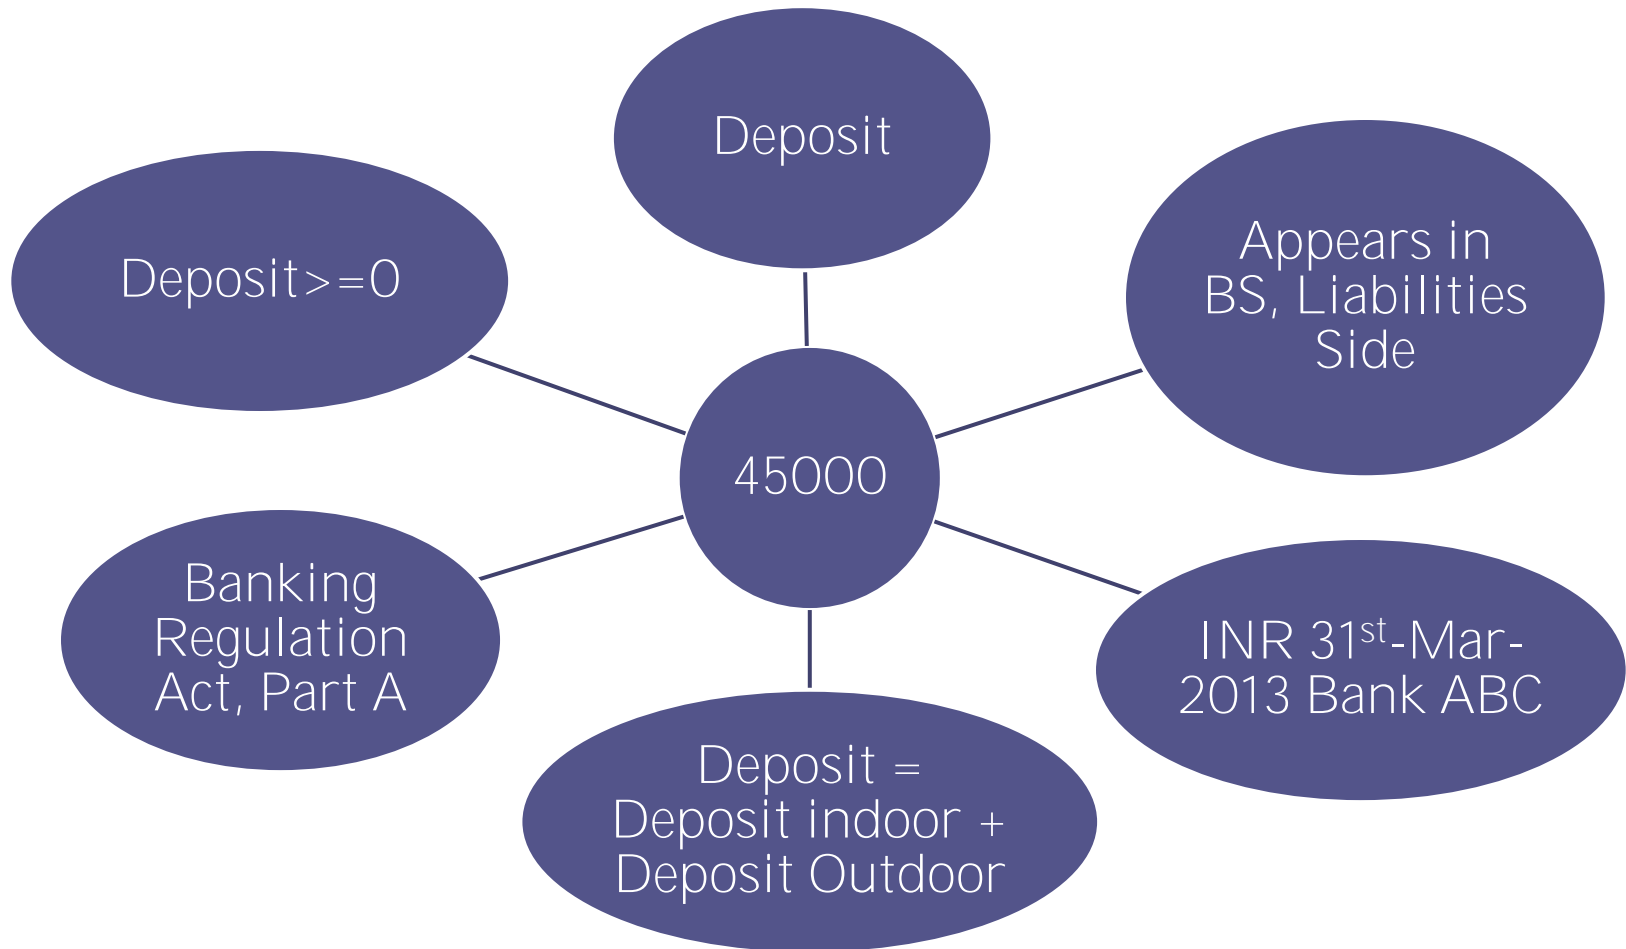 Deposit
Deposit>=0
Appears in
BS, Liabilities
Side
45000
Banking
Regulation
Act, Part A
INR 31st-Mar-
2013 Bank ABC
Deposit =
Deposit indoor +
Deposit Outdoor